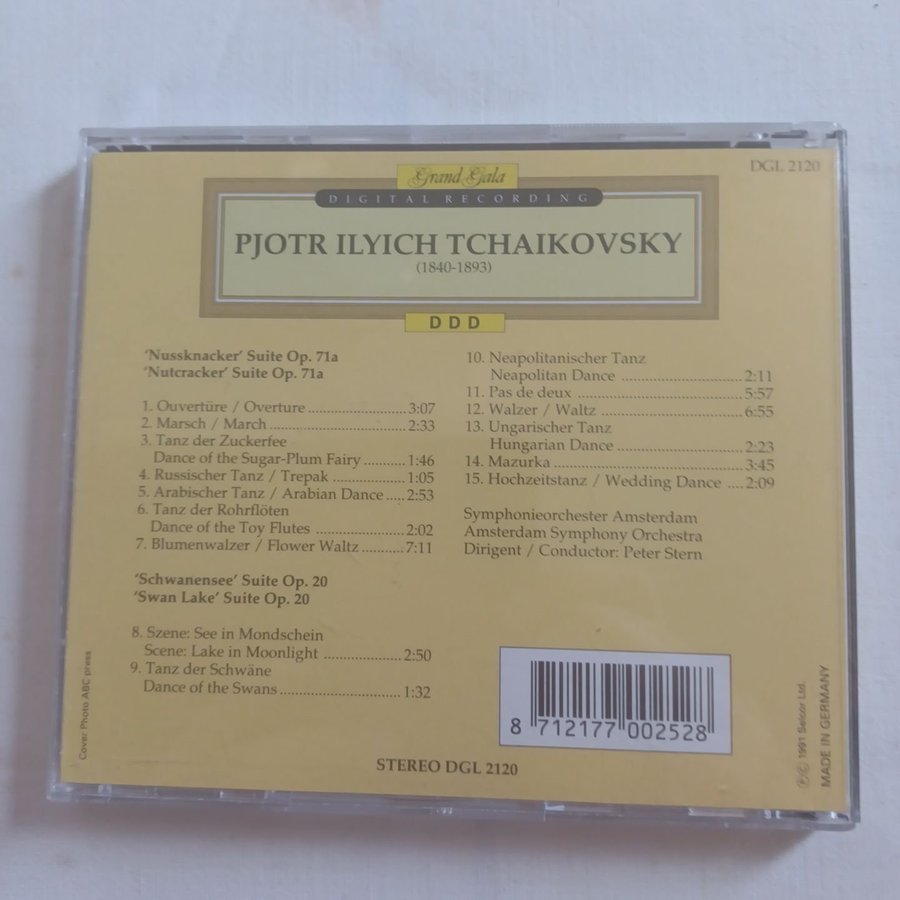 DGL 2120
Grand Gala
DIGITAL RECORDING
PJOTR ILYICH TCHAIKOVSKY
(1840-1893)
DDD
'Nussknacker' Suite Op. 71a
'Nutcracker' Suite Op. 71a
1. Ouvertüre / Overture 3:07
2. Marsch / March 2:33
3. Tanz der Zuckerfee
Dance of the Sugar-Plum Fairy 1:46
4. Russischer Tanz / Trepak 1:05
5. Arabischer Tanz / Arabian Dance 2:53
6. Tanz der Rohrflöten
Dance of the Toy Flutes 2:02
7. Blumenwalzer / Flower Waltz 7:11
'Schwanensee' Suite Op. 20
'Swan Lake' Suite Op. 20
8. Szene: See in Mondschein
Scene: Lake in Moonlight 2:50
9. Tanz der Schwäne
Dance of the Swans 1:32
10. Neapolitanischer Tanz
Neapolitan Dance 2:11
11. Pas de deux 5:57
12. Walzer / Waltz 6:55
13. Ungarischer Tanz
Hungarian Dance 2:23
14. Mazurka 3:45
15. Hochzeitstanz / Wedding Dance 2:09
Symphonieorchester Amsterdam
Amsterdam Symphony Orchestra
Dirigent / Conductor: Peter Stern
8 712177 002528
STEREO DGL 2120
Cover: Photo ABC press
℗© 1991 Selcor Ltd.
MADE IN GERMANY